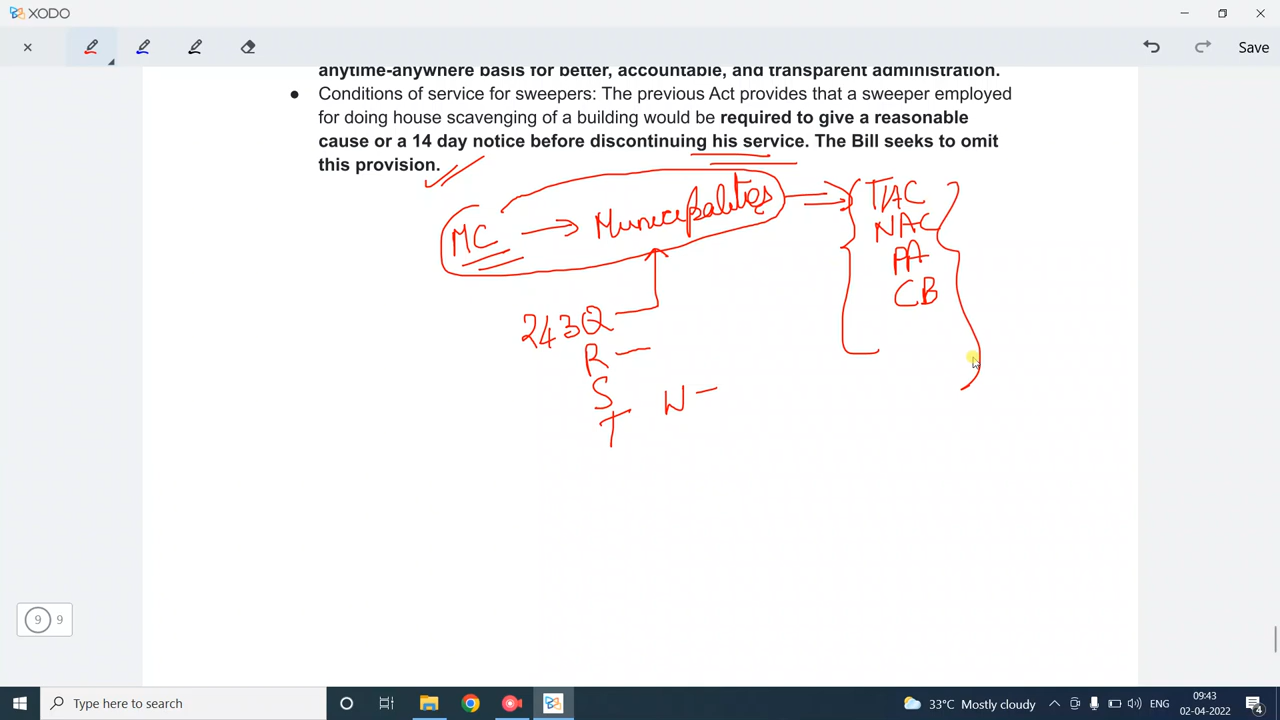 XODO
Save
anytime-anywhere basis for better, accountable, and transparent administration.
● Conditions of service for sweepers: The previous Act provides that a sweeper employed
for doing house scavenging of a building would be required to give a reasonable
cause or a 14 day notice before discontinuing his service. The Bill seeks to omit
this provision.
MC → Municipalities
TAC
NAC
PA
CB
243Q
R
S
T W
9 9
Type here to search
33°C Mostly cloudy
ENG
09:43
02-04-2022
4